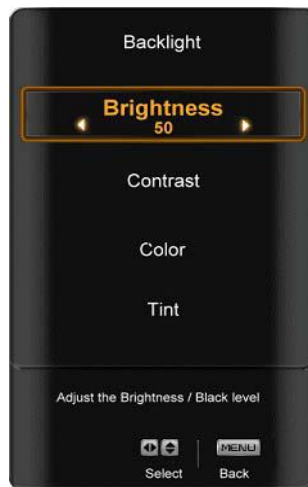 Backlight
Brightness
50
Contrast
Color
Tint
Adjust the Brightness / Black level
MENU
Select
Back